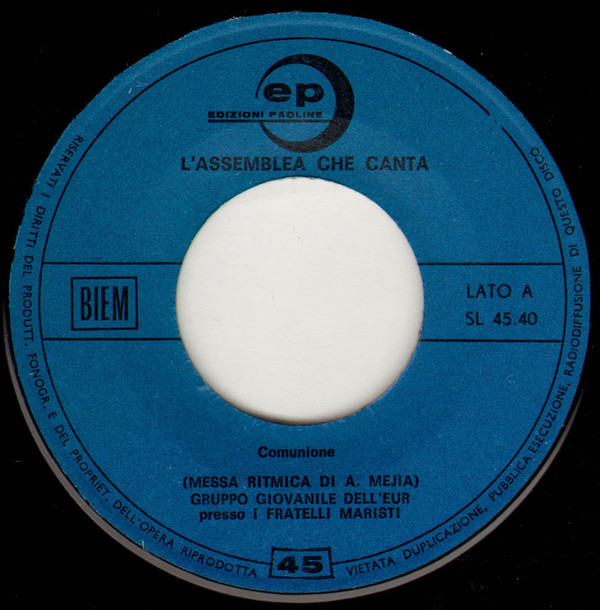 ep
EDIZIONI PAOLINE
L'ASSEMBLEA CHE CANTA
BIEM
LATO A
SL 45.40
Comunione
(MESSA RITMICA DI A. MEJIA)
GRUPPO GIOVANILE DELL'EUR
presso i FRATELLI MARISTI
45
RISERVATI I DIRITTI DEL PRODUTT. FONOGR. E DEL PROPRIET. DELL'OPERA RIPRODOTTA
VIETATA DUPLICAZIONE, PUBBLICA ESECUZIONE, RADIODIFFUSIONE DI QUESTO DISCO